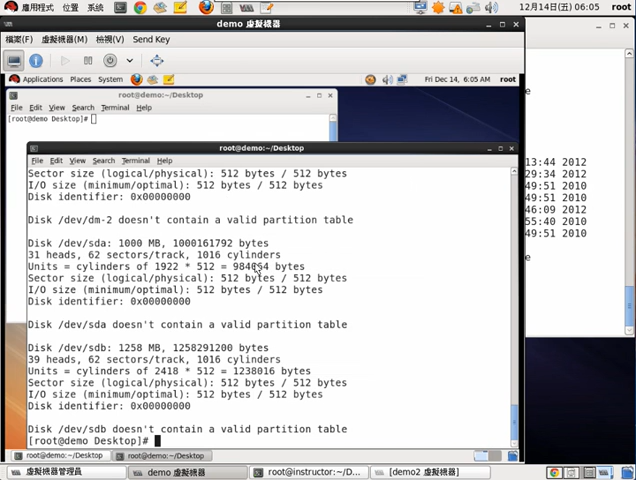 應用程式 位置 系統 12月14日(五) 06:05 root
demo 虛擬機器
檔案(F) 虛擬機器(M) 檢視(V) Send Key
Applications Places System Fri Dec 14, 6:05 AM root
root@demo:~/Desktop
File Edit View Search Terminal Help
[root@demo Desktop]#
root@demo:~/Desktop
File Edit View Search Terminal Help
Sector size (logical/physical): 512 bytes / 512 bytes
I/O size (minimum/optimal): 512 bytes / 512 bytes
Disk identifier: 0x00000000
Disk /dev/dm-2 doesn't contain a valid partition table
Disk /dev/sda: 1000 MB, 1000161792 bytes
31 heads, 62 sectors/track, 1016 cylinders
Units = cylinders of 1922 * 512 = 984064 bytes
Sector size (logical/physical): 512 bytes / 512 bytes
I/O size (minimum/optimal): 512 bytes / 512 bytes
Disk identifier: 0x00000000
Disk /dev/sda doesn't contain a valid partition table
Disk /dev/sdb: 1258 MB, 1258291200 bytes
39 heads, 62 sectors/track, 1016 cylinders
Units = cylinders of 2418 * 512 = 1238016 bytes
Sector size (logical/physical): 512 bytes / 512 bytes
I/O size (minimum/optimal): 512 bytes / 512 bytes
Disk identifier: 0x00000000
Disk /dev/sdb doesn't contain a valid partition table
[root@demo Desktop]#
e
13:44 2012
29:34 2012
49:51 2010
46:09 2012
55:40 2010
49:51 2010
e
root@demo:~/Desktop root@demo:~/Desktop
虛擬機器管理員 demo 虛擬機器 root@instructor:~/D... [demo2 虛擬機器]